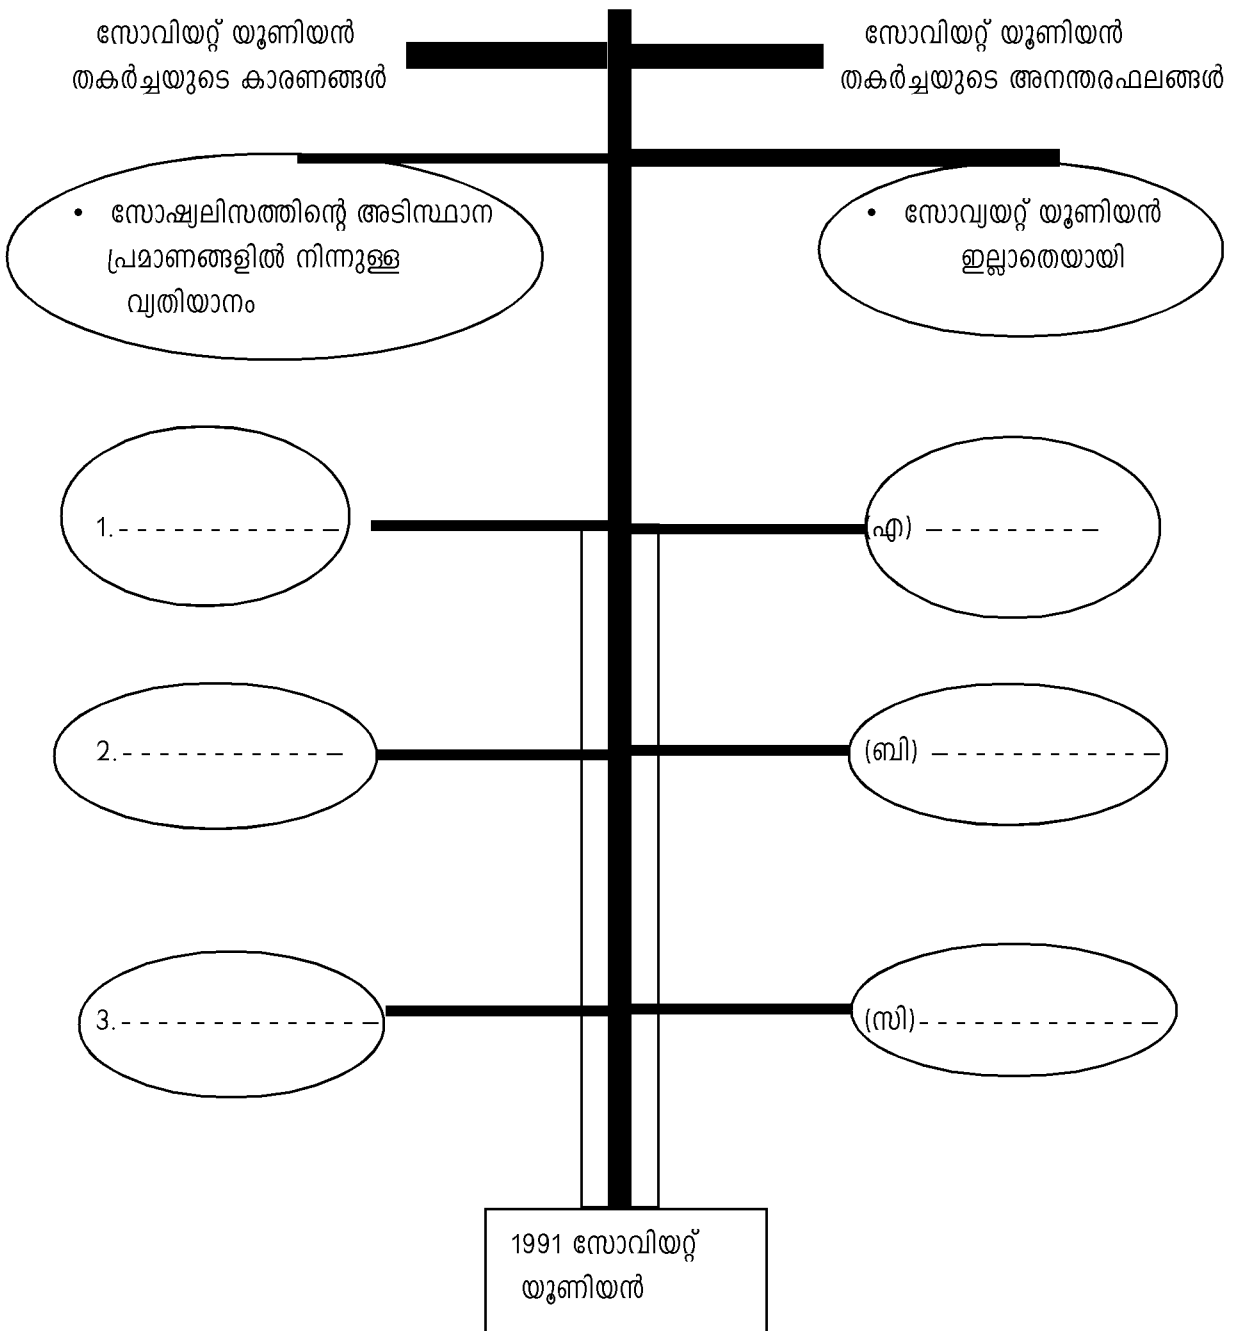 സോവിയറ്റ് യൂണിയൻ
തകർച്ചയുടെ കാരണങ്ങൾ
സോവിയറ്റ് യൂണിയൻ
തകർച്ചയുടെ അനന്തരഫലങ്ങൾ
• സോഷ്യലിസത്തിന്റെ അടിസ്ഥാന
പ്രമാണങ്ങളിൽ നിന്നുള്ള
വ്യതിയാനം
• സോവ്യയറ്റ് യൂണിയൻ
ഇല്ലാതെയായി
1. - - - - - - - - - - - - - -
(എ) - - - - - - - - - - -
2. - - - - - - - - - - - - - -
(ബി) - - - - - - - - - - - - - -
3. - - - - - - - - - - - - - - - -
(സി) - - - - - - - - - - - - - - -
1991 സോവിയറ്റ്
യൂണിയൻ